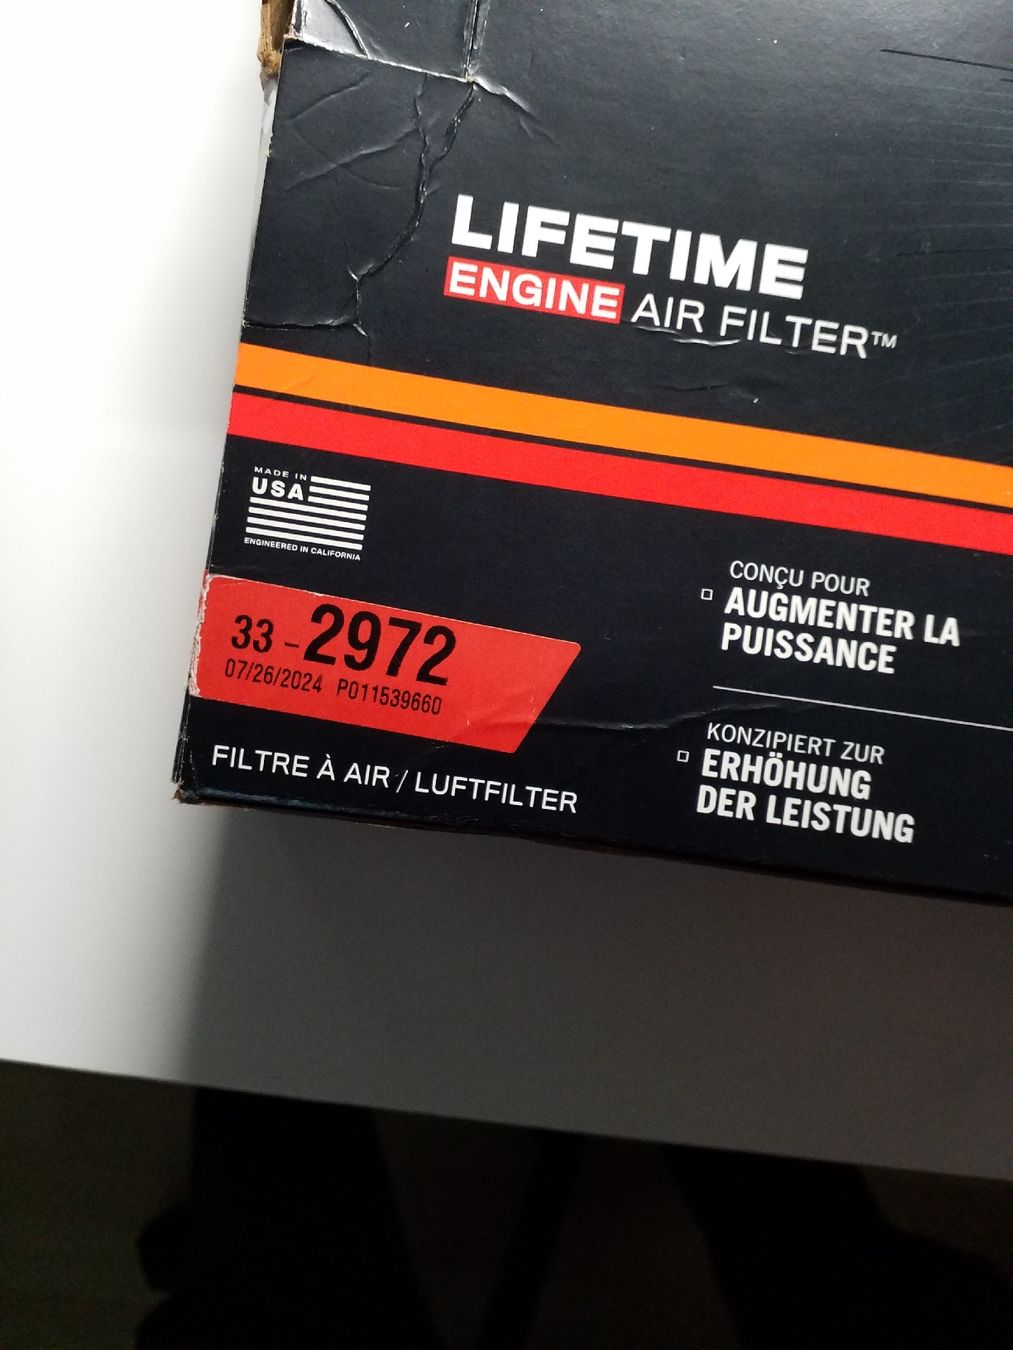 LIFETIME
ENGINE AIR FILTER™
MADE IN
USA
ENGINEERED IN CALIFORNIA
33-2972
07/26/2024 P011539660
FILTRE À AIR / LUFTFILTER
CONÇU POUR
AUGMENTER LA
PUISSANCE
KONZIPIERT ZUR
ERHÖHUNG
DER LEISTUNG